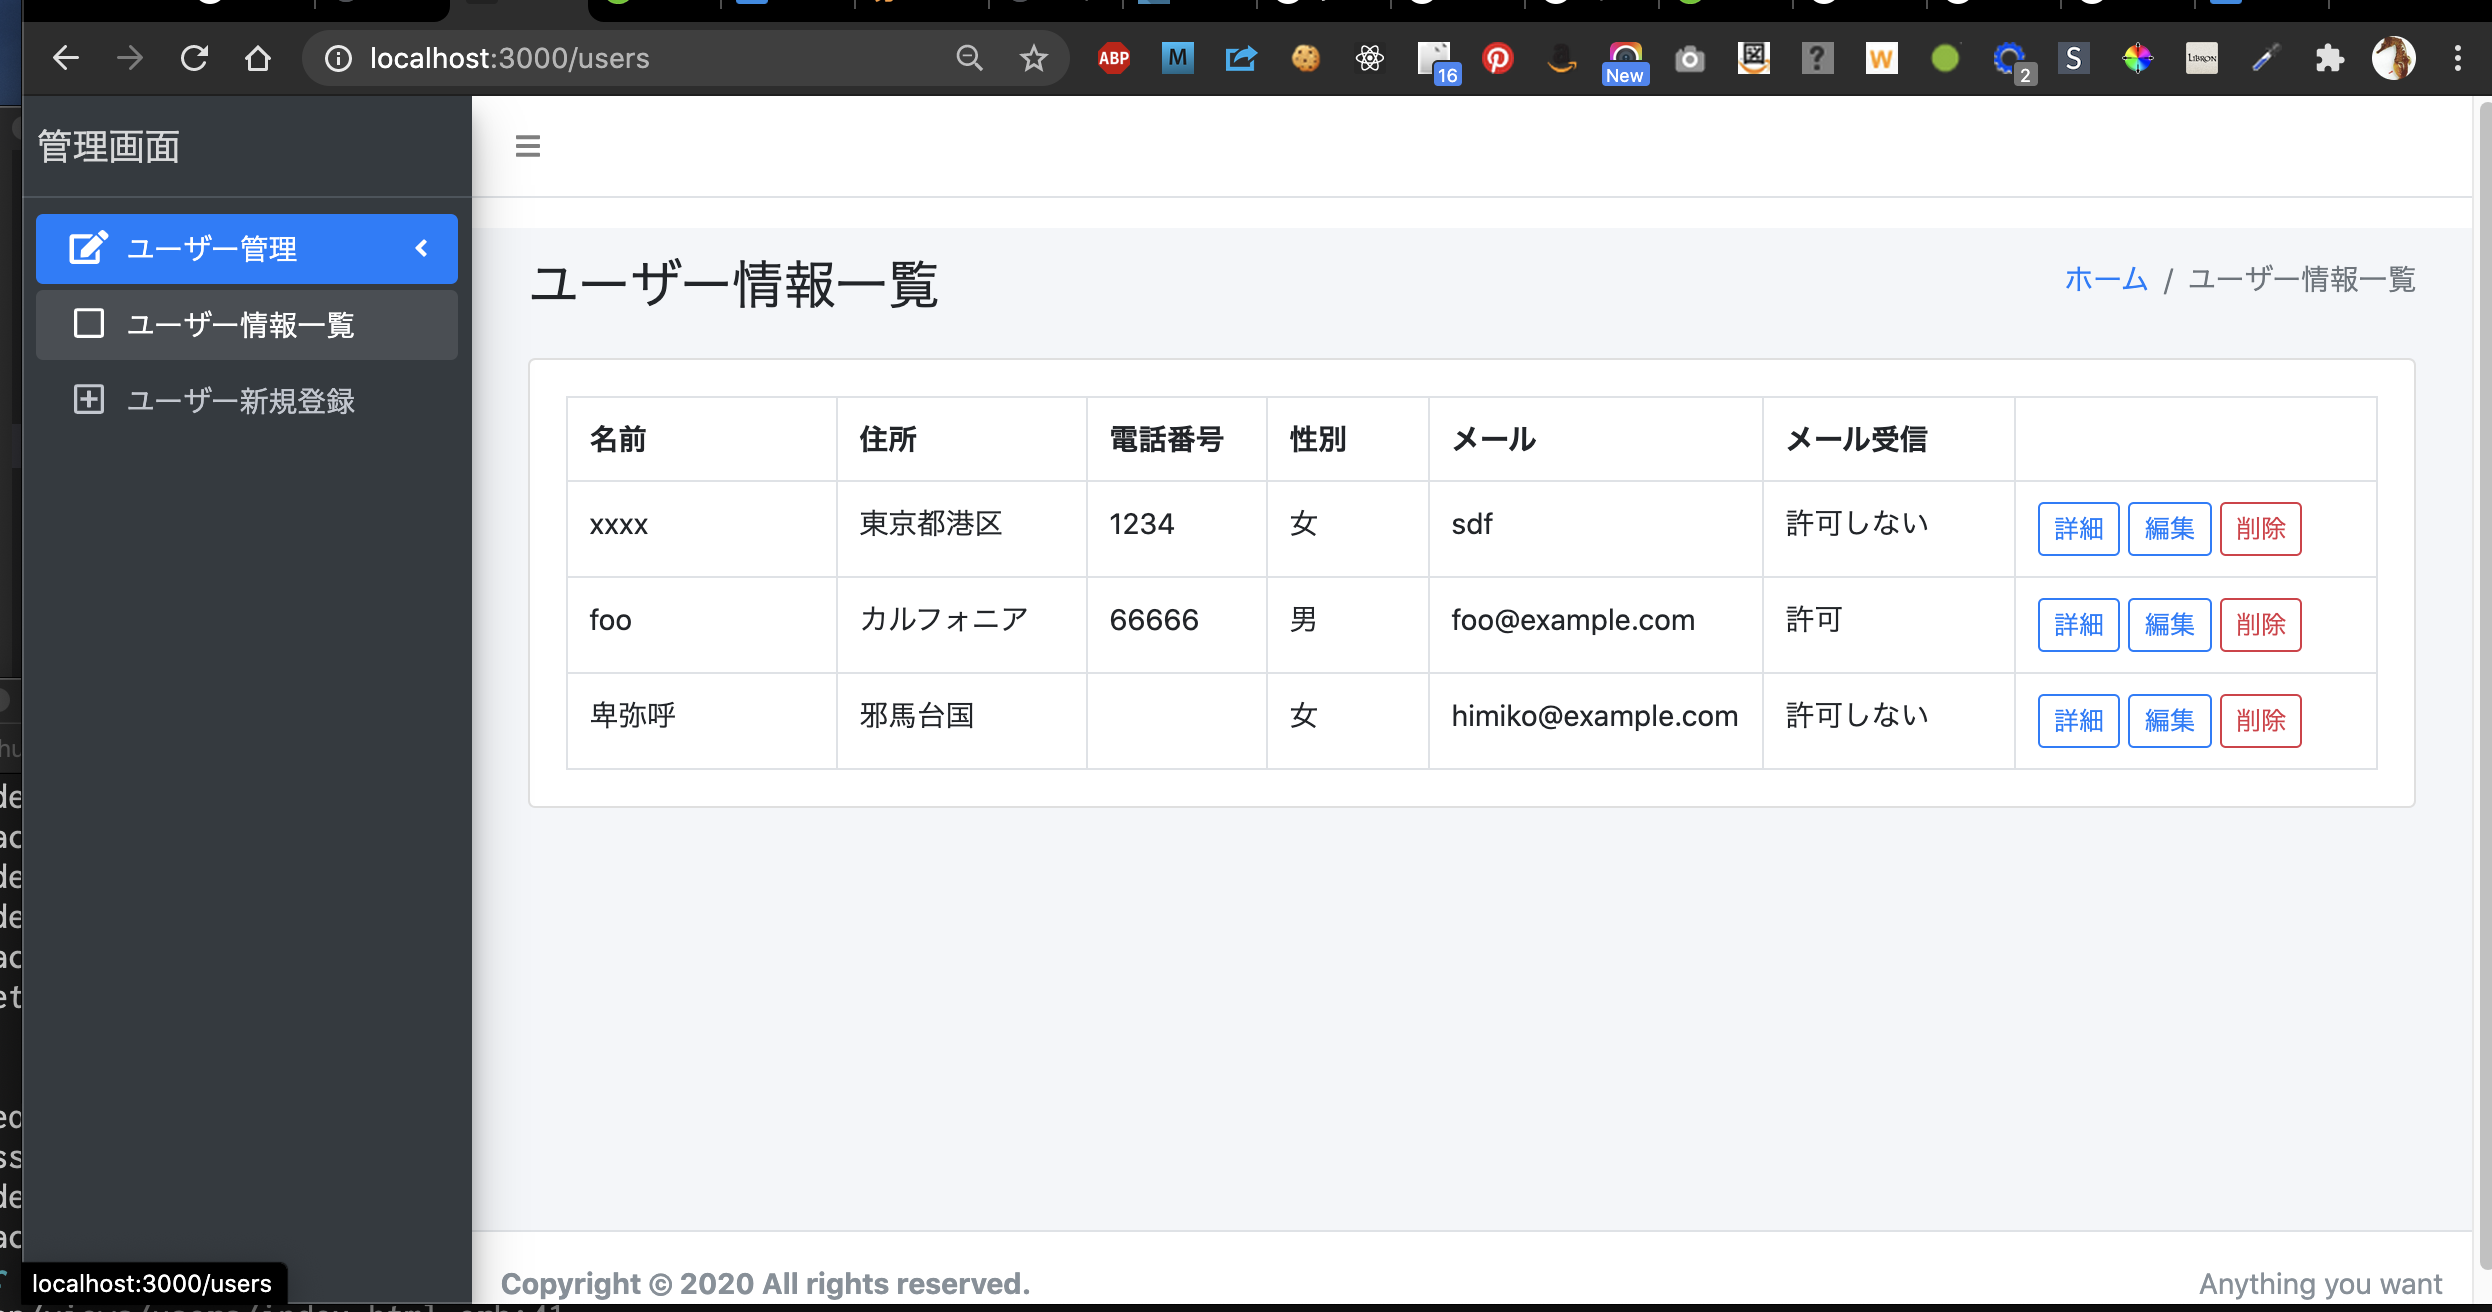 localhost:3000/users
ABP
M
16
New
?
W
2
S
LIBRON
管理画面
ユーザー管理
ユーザー情報一覧
ユーザー新規登録
ユーザー情報一覧
ホーム / ユーザー情報一覧
名前 住所 電話番号 性別 メール メール受信
xxxx 東京都港区 1234 女 sdf 許可しない 詳細 編集 削除
foo カルフォニア 66666 男 foo@example.com 許可 詳細 編集 削除
卑弥呼 邪馬台国 女 himiko@example.com 許可しない 詳細 編集 削除
Copyright © 2020 All rights reserved.
Anything you want
localhost:3000/users